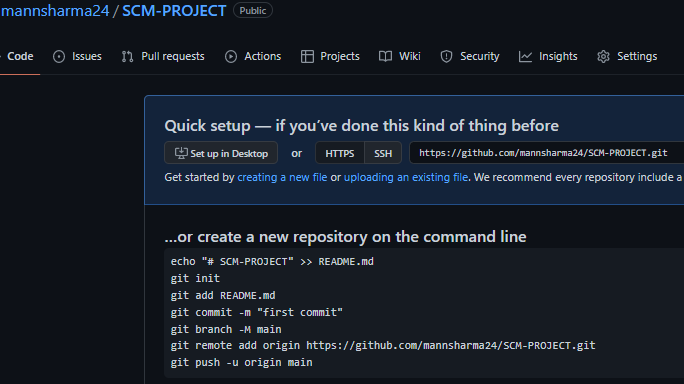 mannsharma24 / SCM-PROJECT Public
Code Issues Pull requests Actions Projects Wiki Security Insights Settings
Quick setup — if you’ve done this kind of thing before
Set up in Desktop or HTTPS SSH https://github.com/mannsharma24/SCM-PROJECT.git
Get started by creating a new file or uploading an existing file. We recommend every repository include a
...or create a new repository on the command line
echo "# SCM-PROJECT" >> README.md
git init
git add README.md
git commit -m "first commit"
git branch -M main
git remote add origin https://github.com/mannsharma24/SCM-PROJECT.git
git push -u origin main